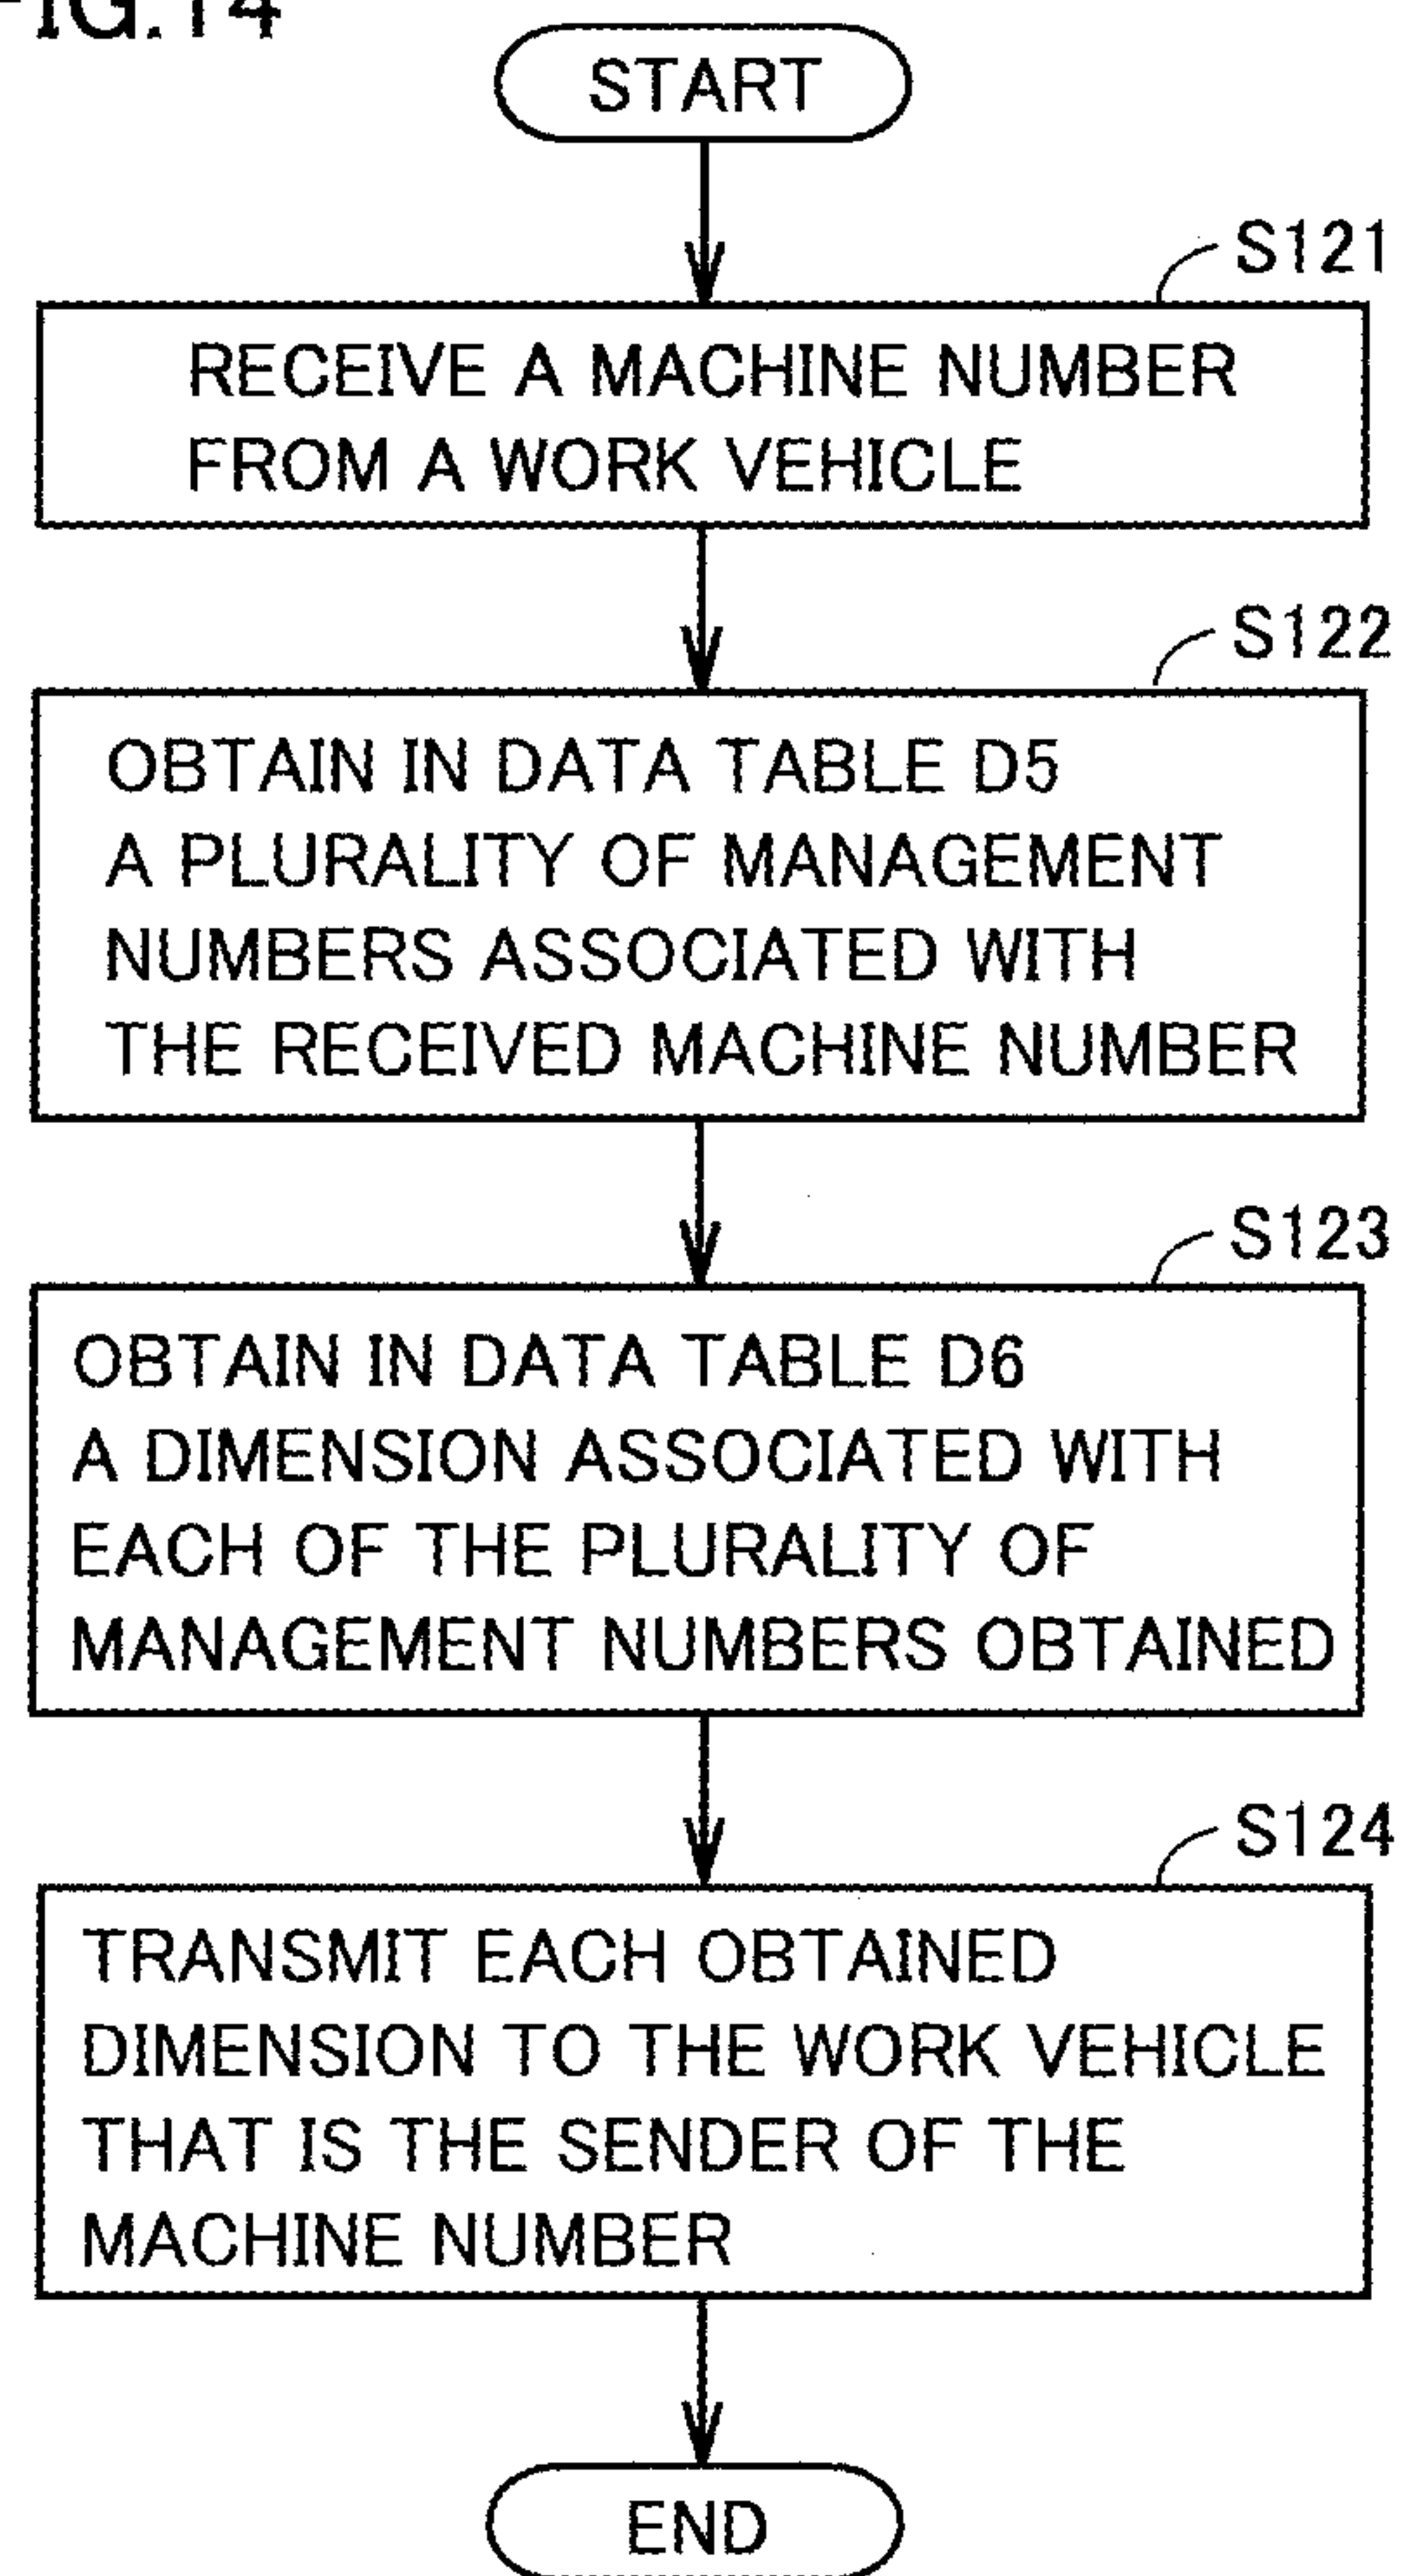 FIG.14
START
S121
RECEIVE A MACHINE NUMBER
FROM A WORK VEHICLE
S122
OBTAIN IN DATA TABLE D5
A PLURALITY OF MANAGEMENT
NUMBERS ASSOCIATED WITH
THE RECEIVED MACHINE NUMBER
S123
OBTAIN IN DATA TABLE D6
A DIMENSION ASSOCIATED WITH
EACH OF THE PLURALITY OF
MANAGEMENT NUMBERS OBTAINED
S124
TRANSMIT EACH OBTAINED
DIMENSION TO THE WORK VEHICLE
THAT IS THE SENDER OF THE
MACHINE NUMBER
END